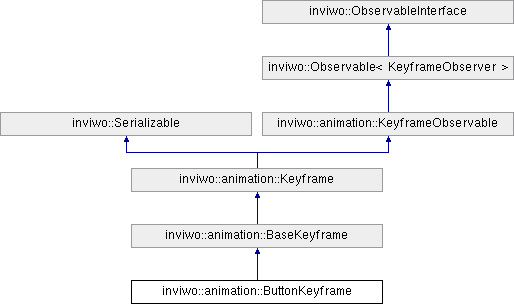 inviwo::ObservableInterface
inviwo::Observable< KeyframeObserver >
inviwo::Serializable
inviwo::animation::KeyframeObservable
inviwo::animation::Keyframe
inviwo::animation::BaseKeyframe
inviwo::animation::ButtonKeyframe